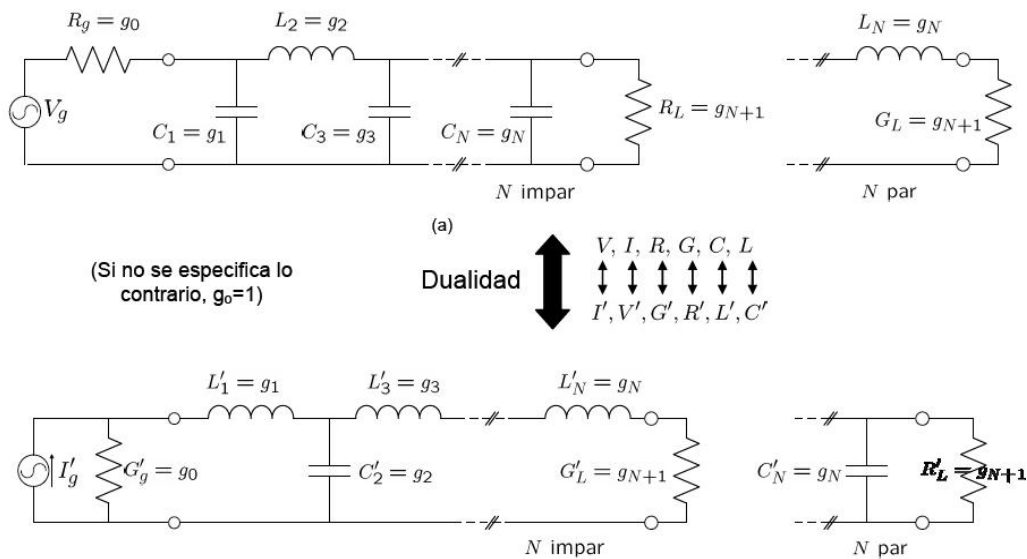 R_g = g_0
L_2 = g_2
L_N = g_N
V_g
C_1 = g_1
C_3 = g_3
C_N = g_N
R_L = g_{N+1}
G_L = g_{N+1}
N impar
N par
(a)
(Si no se especifica lo
contrario, g_0=1)
Dualidad
V, I, R, G, C, L
I', V', G', R', L', C'
L'_1 = g_1
L'_3 = g_3
L'_N = g_N
I'_g
G'_g = g_0
C'_2 = g_2
G'_L = g_{N+1}
C'_N = g_N
R'_L = g_{N+1}
N impar
N par